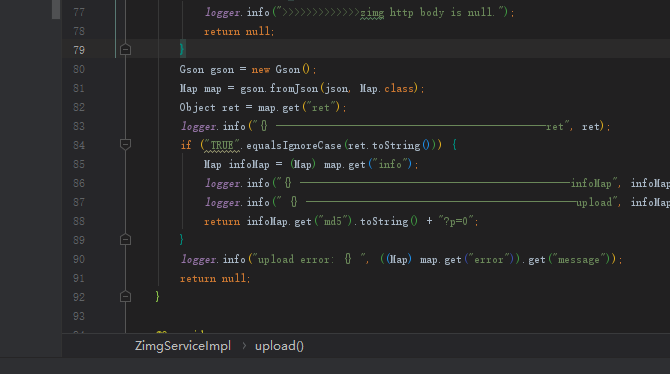 77 logger.info(">>>>>>>>>>>>>zimg http body is null.");
78 return null;
79 }
80 Gson gson = new Gson();
81 Map map = gson.fromJson(json, Map.class);
82 Object ret = map.get("ret");
83 logger.info("{} ————————————————————————ret", ret);
84 if ("TRUE".equalsIgnoreCase(ret.toString())) {
85 Map infoMap = (Map) map.get("info");
86 logger.info("{} ————————————————————————infoMap", infoMap
87 logger.info(" {} ————————————————————————upload", infoMap
88 return infoMap.get("md5").toString() + "?p=0";
89 }
90 logger.info("upload error: {} ", ((Map) map.get("error")).get("message"));
91 return null;
92 }
93
ZimgServiceImpl > upload()